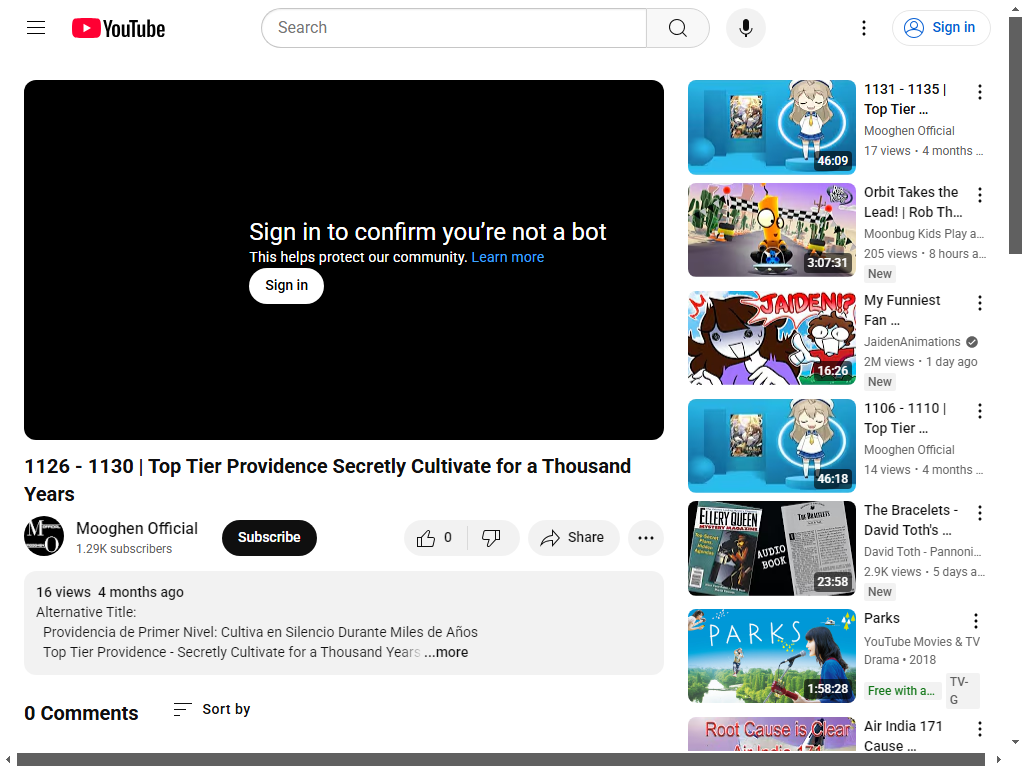 YouTube
Search
Sign in
Sign in to confirm you're not a bot
This helps protect our community. Learn more
Sign in
1126 - 1130 | Top Tier Providence Secretly Cultivate for a Thousand
Years
Mooghen Official
1.29K subscribers
Subscribe
0
Share
16 views 4 months ago
Alternative Title:
Providencia de Primer Nivel: Cultiva en Silencio Durante Miles de Años
Top Tier Providence - Secretly Cultivate for a Thousand Years ...more
0 Comments
Sort by
46:09
1131 - 1135 |
Top Tier ...
Mooghen Official
17 views • 4 months ...
3:07:31
Orbit Takes the
Lead! | Rob Th...
Moonbug Kids Play a...
205 views • 8 hours a...
New
JAIDEN!?
16:26
My Funniest
Fan ...
JaidenAnimations
2M views • 1 day ago
New
46:18
1106 - 1110 |
Top Tier ...
Mooghen Official
14 views • 4 months ...
ELLERY QUEEN
MYSTERY MAGAZINE
THE BRACELETS
AUDIO
BOOK
23:58
The Bracelets -
David Toth's ...
David Toth - Pannoni...
2.9K views • 5 days a...
New
PARKS
1:58:28
Parks
YouTube Movies & TV
Drama • 2018
Free with a...
TV-
G
Root Cause is Clear
Air India 171
Air India 171
Cause ...